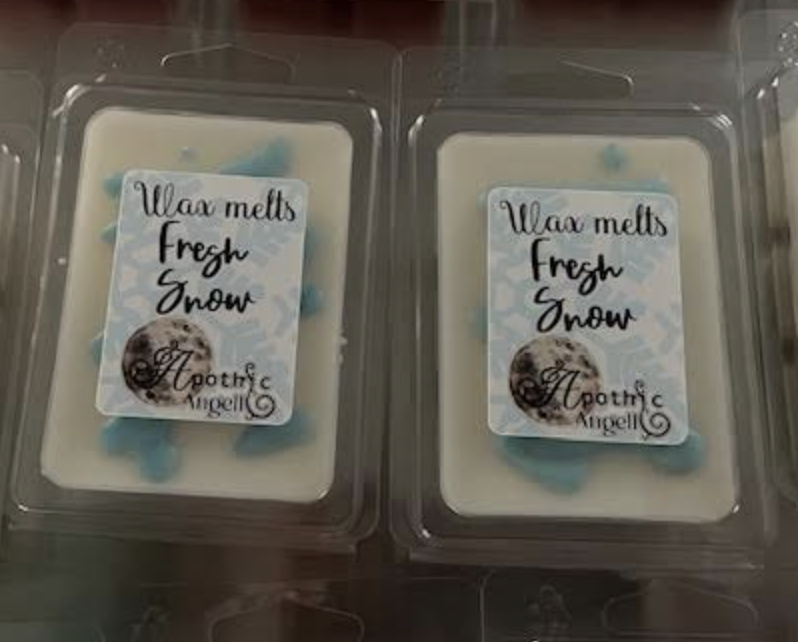 Wax melts
Fresh
Snow
Apothic
Angell
Wax melts
Fresh
Snow
Apothic
Angell